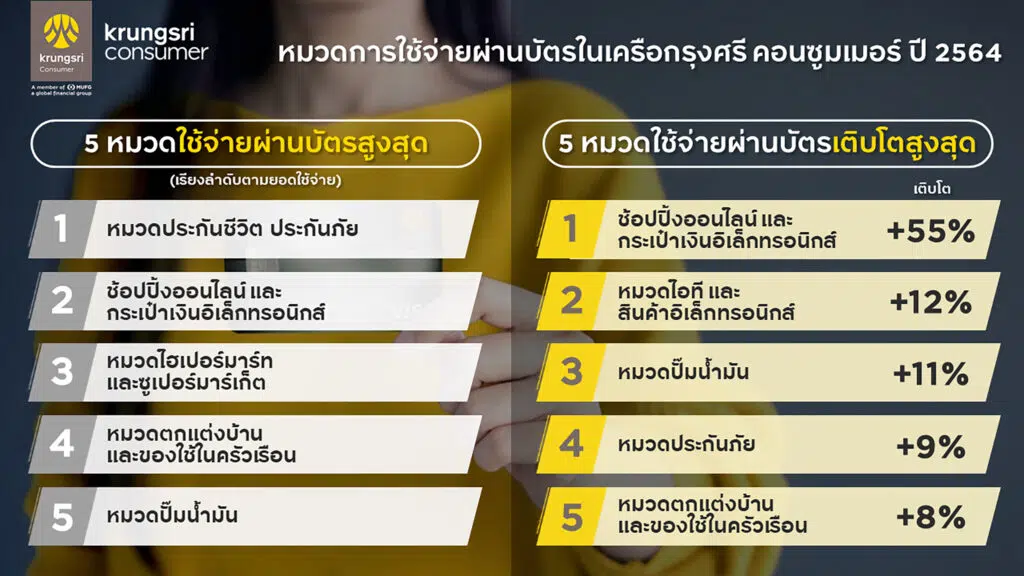 krungsri
Consumer
A member of MUFG
a global financial group
krungsri
consumer
หมวดการใช้จ่ายผ่านบัตรในเครือกรุงศรี คอนซูมเมอร์ ปี 2564
5 หมวดใช้จ่ายผ่านบัตรสูงสุด
(เรียงลำดับตามยอดใช้จ่าย)
1 หมวดประกันชีวิต ประกันภัย
2 ช้อปปิ้งออนไลน์ และ
กระเป๋าเงินอิเล็กทรอนิกส์
3 หมวดไฮเปอร์มาร์ท
และซูเปอร์มาร์เก็ต
4 หมวดตกแต่งบ้าน
และของใช้ในครัวเรือน
5 หมวดปั๊มน้ำมัน
5 หมวดใช้จ่ายผ่านบัตรเติบโตสูงสุด
เติบโต
1 ช้อปปิ้งออนไลน์ และ
กระเป๋าเงินอิเล็กทรอนิกส์ +55%
2 หมวดไอที และ
สินค้าอิเล็กทรอนิกส์ +12%
3 หมวดปั๊มน้ำมัน +11%
4 หมวดประกันภัย +9%
5 หมวดตกแต่งบ้าน
และของใช้ในครัวเรือน +8%